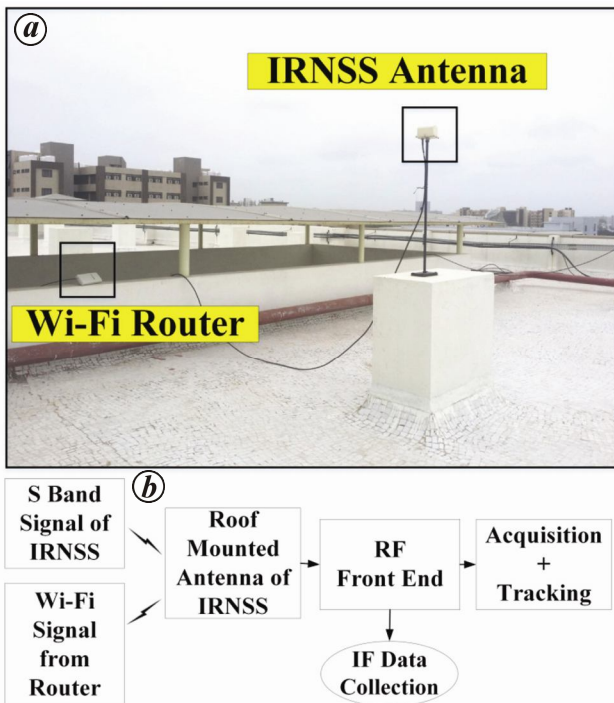 a
IRNSS Antenna
Wi-Fi Router
b
S Band
Signal of
IRNSS
Wi-Fi
Signal
from
Router
Roof
Mounted
Antenna of
IRNSS
RF
Front End
IF Data
Collection
Acquisition
+
Tracking